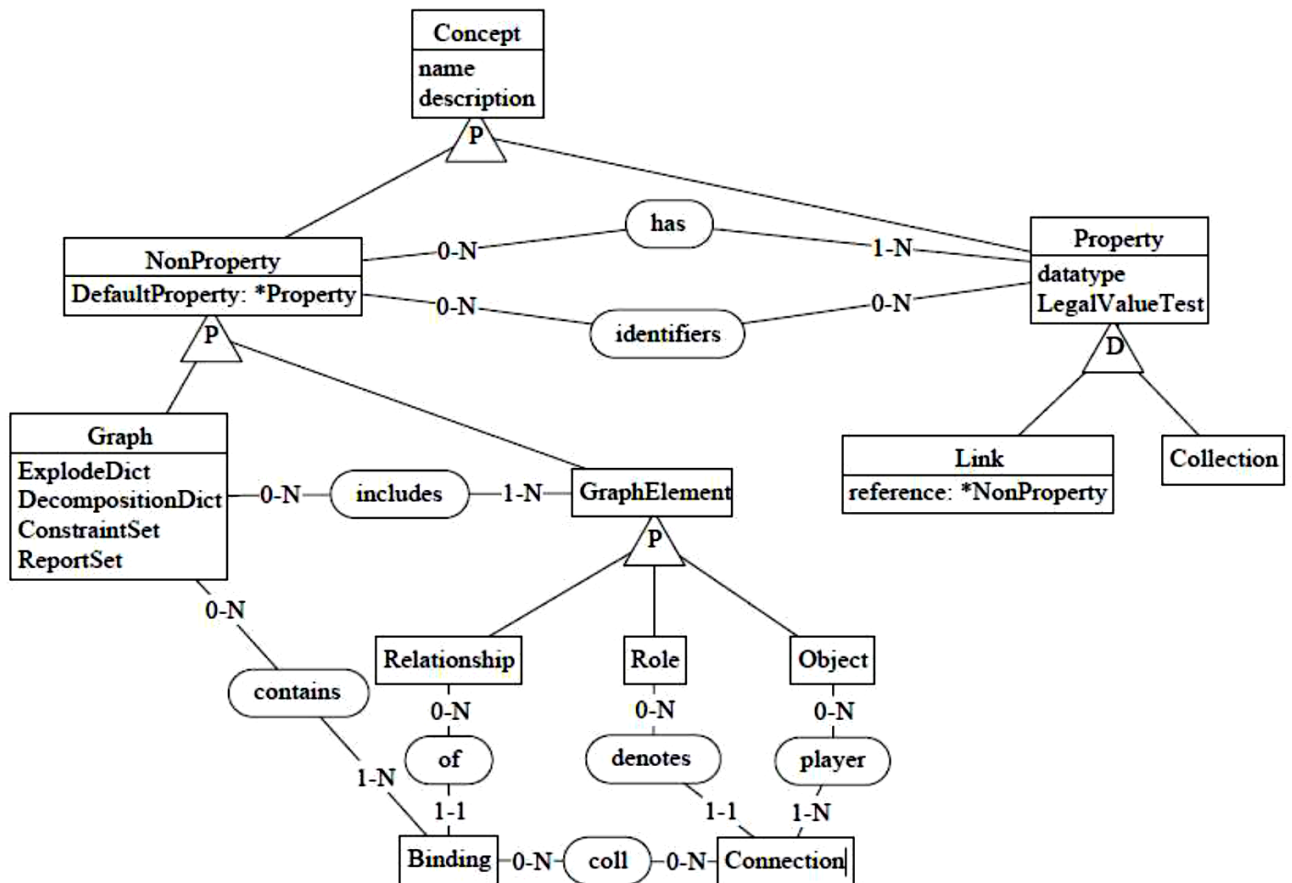 Concept
name
description
P
has
0-N
1-N
NonProperty
DefaultProperty: *Property
Property
datatype
LegalValueTest
0-N
0-N
identifiers
P
D
Graph
ExplodeDict
DecompositionDict
ConstraintSet
ReportSet
0-N
includes
1-N
GraphElement
Link
reference: *NonProperty
Collection
P
0-N
Relationship
Role
Object
contains
0-N
0-N
0-N
of
denotes
player
1-N
1-1
1-1
1-N
Binding
0-N
coll
0-N
Connection